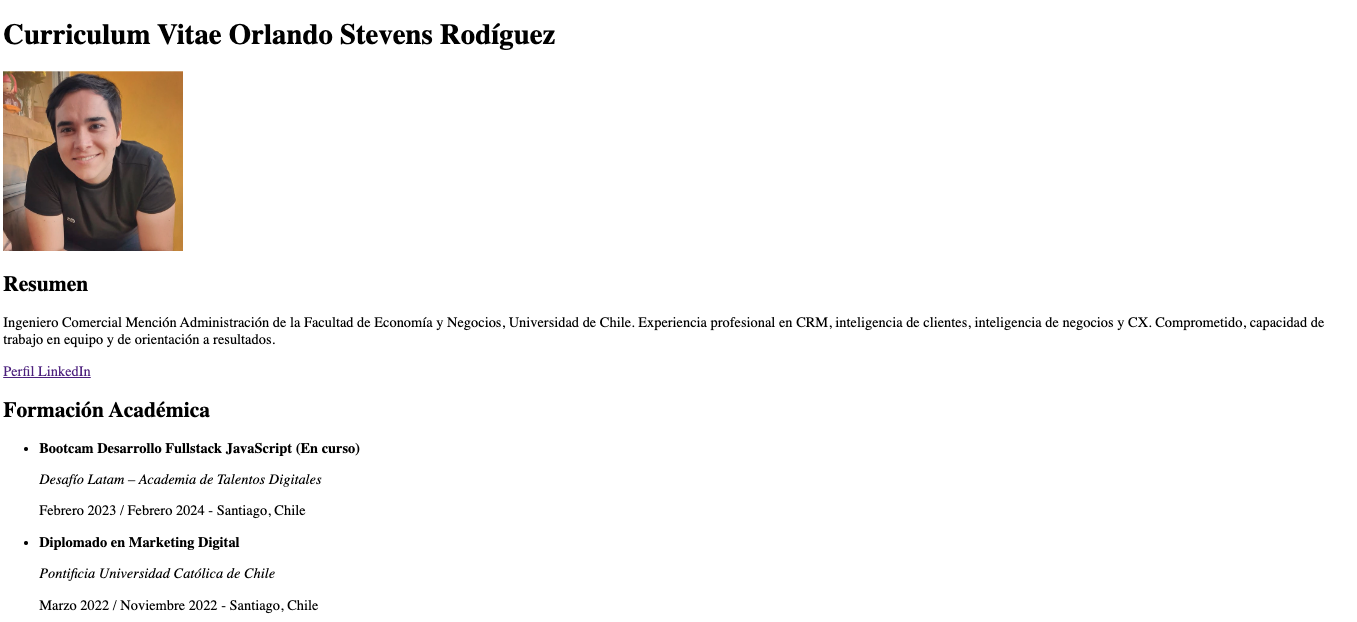 Curriculum Vitae Orlando Stevens Rodíguez
Resumen
Ingeniero Comercial Mención Administración de la Facultad de Economía y Negocios, Universidad de Chile. Experiencia profesional en CRM, inteligencia de clientes, inteligencia de negocios y CX. Comprometido, capacidad de
trabajo en equipo y de orientación a resultados.
Perfil LinkedIn
Formación Académica
• Bootcam Desarrollo Fullstack JavaScript (En curso)
Desafío Latam – Academia de Talentos Digitales
Febrero 2023 / Febrero 2024 - Santiago, Chile
• Diplomado en Marketing Digital
Pontificia Universidad Católica de Chile
Marzo 2022 / Noviembre 2022 - Santiago, Chile